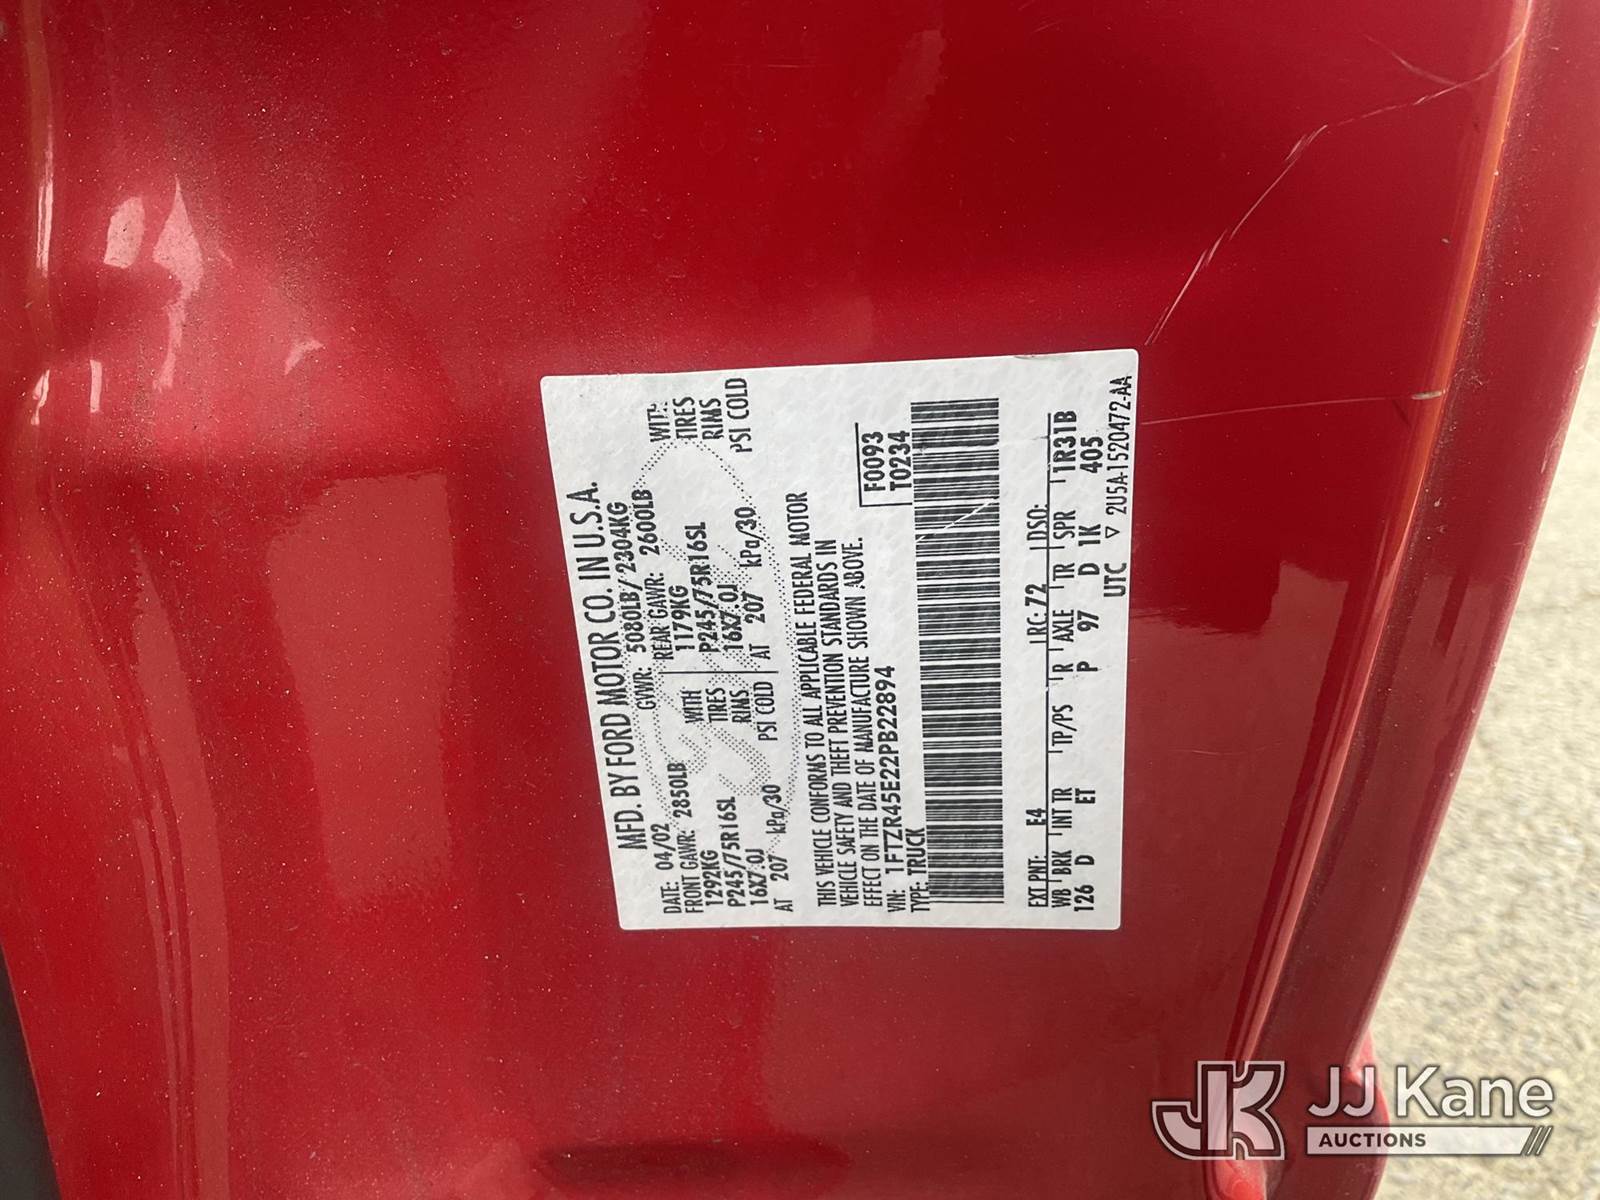 MFD. BY FORD MOTOR CO. IN U.S.A.
DATE: 04/02 GVWR: 5080LB/ 2304KG
FRONT GAWR: 2850LB REAR GAWR: 2600LB
1292KG WITH 1179KG WITH
P245/75R16SL TIRES P245/75R16SL TIRES
16X7.0J RIMS 16X7.0J RIMS
AT 207 kPa/30 PSI COLD AT 207 kPa/30 PSI COLD
THIS VEHICLE CONFORMS TO ALL APPLICABLE FEDERAL MOTOR
VEHICLE SAFETY AND THEFT PREVENTION STANDARDS IN
EFFECT ON THE DATE OF MANUFACTURE SHOWN ABOVE.
VIN: 1FTZR45E22PB22894 F0093
TYPE: TRUCK T0234
EXT PNT: E4 RC: 72 DSO:
WB BRK INT TR TP/PS R AXLE TR SPR 1R31B
126 D ET P 97 D 1K 405
UTC ▽ 2U5A-1520472-AA
JK JJ Kane
AUCTIONS